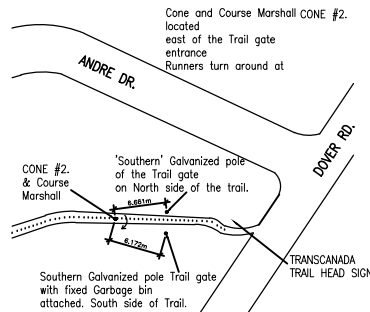 Cone and Course Marshall CONE #2.
located
east of the Trail gate
entrance
Runners turn around at
ANDRE DR.
DOVER RD.
CONE #2.
& Course
Marshall
'Southern' Galvanized pole
of the Trail gate
on North side of the trail.
6.661m
6.172m
TRANSCANADA
TRAIL HEAD SIGN
Southern Galvanized pole Trail gate
with fixed Garbage bin
attached. South side of Trail.